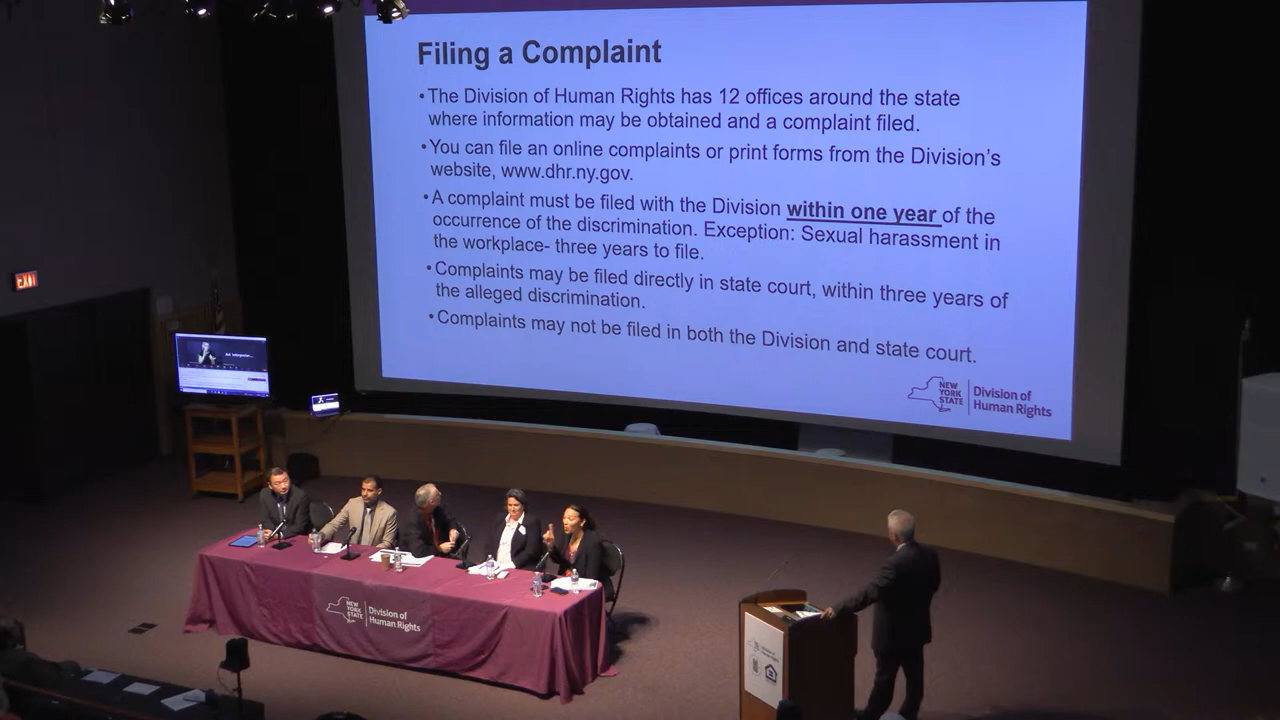 Filing a Complaint
•The Division of Human Rights has 12 offices around the state
where information may be obtained and a complaint filed.
•You can file an online complaints or print forms from the Division's
website, www.dhr.ny.gov.
•A complaint must be filed with the Division within one year of the
occurrence of the discrimination. Exception: Sexual harassment in
the workplace- three years to file.
•Complaints may be filed directly in state court, within three years of
the alleged discrimination.
•Complaints may not be filed in both the Division and state court.
NEW
YORK
STATE
Division of
Human Rights
EXIT
NEW
YORK
STATE
Division of
Human Rights